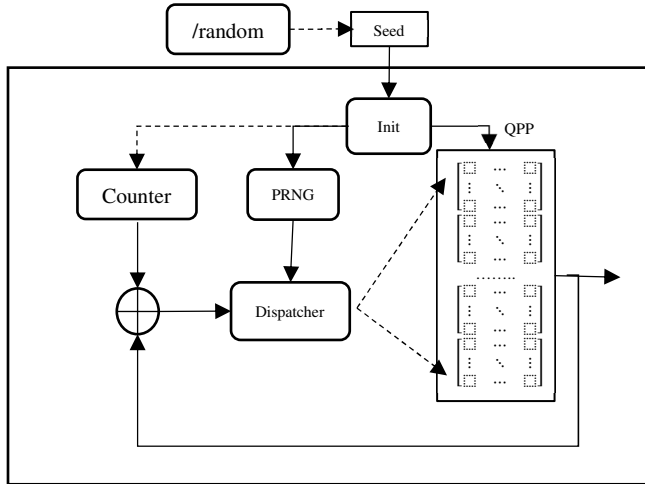 /random
Seed
Init
QPP
Counter
PRNG
Dispatcher